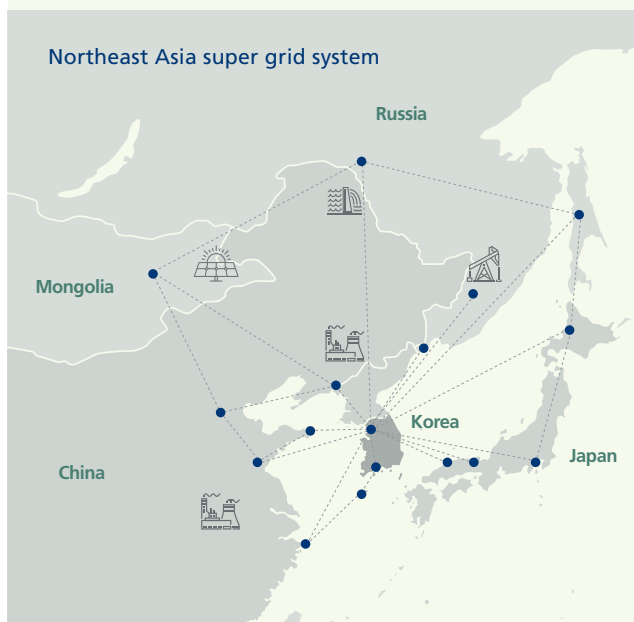 Northeast Asia super grid system
Russia
Mongolia
Korea
Japan
China